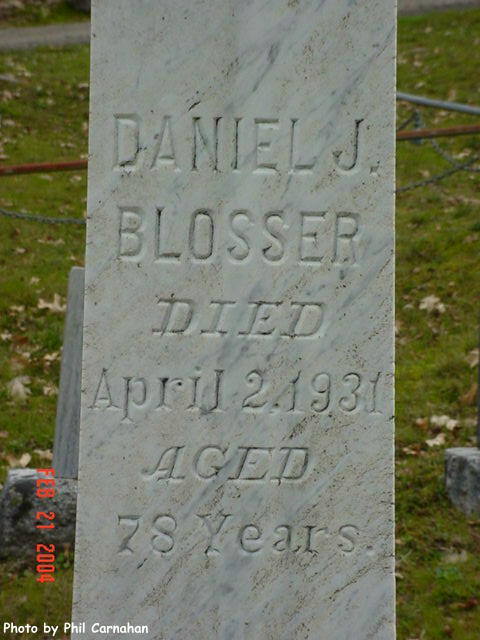 DANIEL J.
BLOSSER
DIED
April 2. 1931
AGED
78 Years.
FEB 21 2004
Photo by Phil Carnahan